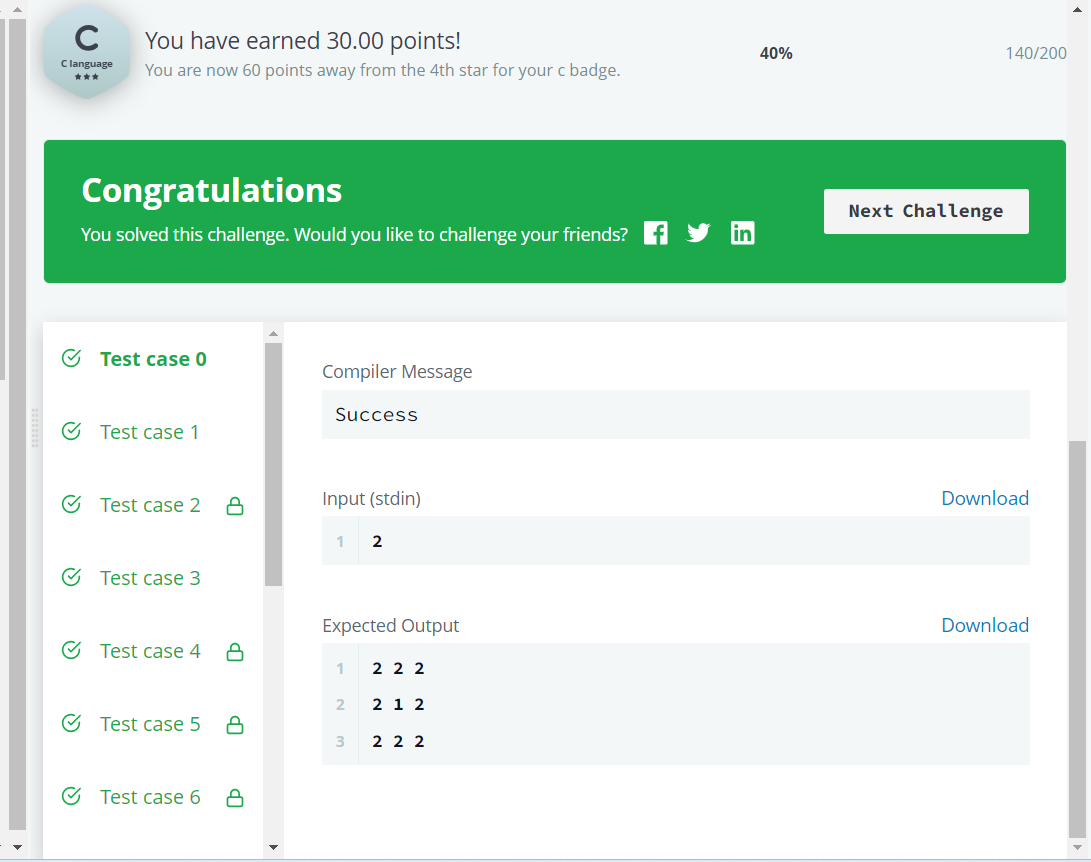 C
C language
You have earned 30.00 points!
You are now 60 points away from the 4th star for your c badge.
40%
140/200
Congratulations
You solved this challenge. Would you like to challenge your friends?
Next Challenge
Test case 0
Test case 1
Test case 2
Test case 3
Test case 4
Test case 5
Test case 6
Compiler Message
Success
Input (stdin)
Download
1 2
Expected Output
Download
1 2 2 2
2 2 1 2
3 2 2 2